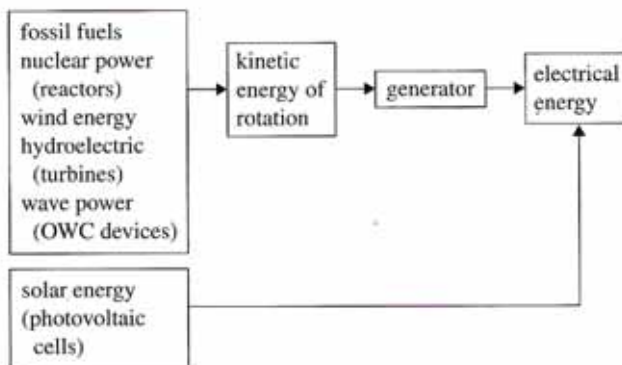 fossil fuels
nuclear power
(reactors)
wind energy
hydroelectric
(turbines)
wave power
(OWC devices)
kinetic
energy of
rotation
generator
electrical
energy
solar energy
(photovoltaic
cells)